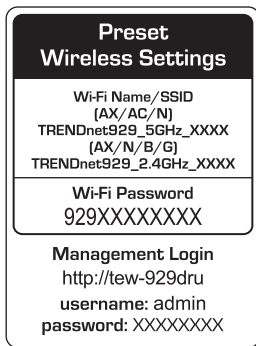 Preset
Wireless Settings
Wi-Fi Name/SSID
(AX/AC/N)
TRENDnet929_5GHz_XXXX
(AX/N/B/G)
TRENDnet929_2.4GHz_XXXX
Wi-Fi Password
929XXXXXXXX
Management Login
http://tew-929dru
username: admin
password: XXXXXXXX